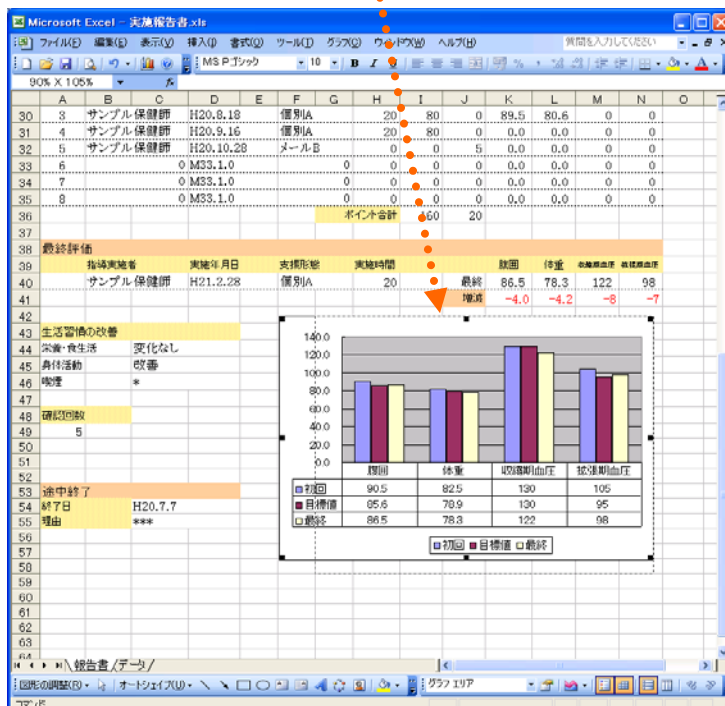 Microsoft Excel - 実施報告書.xls
ファイル(F) 編集(E) 表示(V) 挿入(I) 書式(O) ツール(T) グラフ(C) ウィンドウ(W) ヘルプ(H) 質問を入力してください
MS Pゴシック 10 B I U
90% X 105% fx
A B C D E F G H I J K L M N O
30 3 サンプル 保健師 H20.8.18 個別A 20 80 0 89.5 80.6 0 0
31 4 サンプル 保健師 H20.9.16 個別A 20 80 0 0.0 0.0 0 0
32 5 サンプル 保健師 H20.10.28 メールB 0 0 5 0.0 0.0 0 0
33 6 0 M33.1.0 0 0 0 0 0.0 0.0 0 0
34 7 0 M33.1.0 0 0 0 0 0.0 0.0 0 0
35 8 0 M33.1.0 0 0 0 0 0.0 0.0 0 0
36 ポイント合計 160 20
37
38 最終評価
39 指導実施者 実施年月日 支援形態 実施時間 腹囲 体重 収縮期血圧 拡張期血圧
40 サンプル 保健師 H21.2.28 個別A 20 最終 86.5 78.3 122 98
41 増減 -4.0 -4.2 -8 -7
42
43 生活習慣の改善
44 栄養・食生活 変化なし
45 身体活動 改善
46 喫煙 *
47
48 確認回数
49 5
50
51
52
53 途中終了
54 終了日 H20.7.7
55 理由 ***
56
57
58
59
60
61
62
63
64
140.0
120.0
100.0
80.0
60.0
40.0
20.0
0.0
腹囲 体重 収縮期血圧 拡張期血圧
初回 90.5 82.5 130 105
目標値 85.6 78.9 130 95
最終 86.5 78.3 122 98
初回 目標値 最終
報告書 データ
図形の調整(R) オートシェイプ(U) グラフ エリア
コマンド